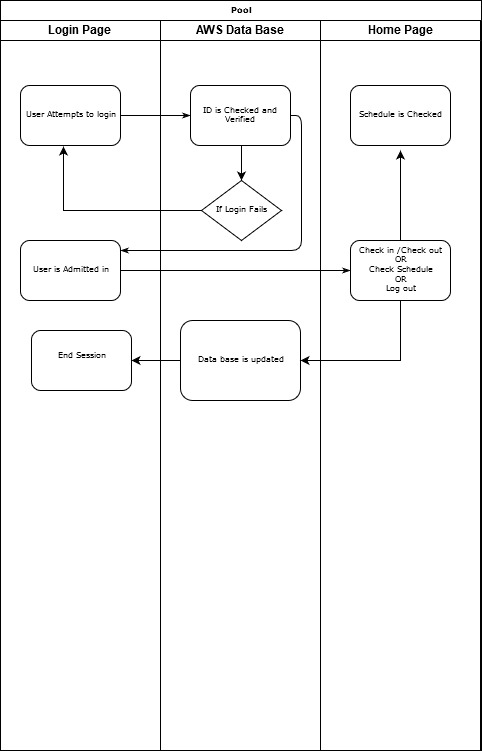 Pool
Login Page
AWS Data Base
Home Page
User Attempts to login
ID is Checked and
Verified
Schedule is Checked
If Login Fails
User is Admitted in
Check in /Check out
OR
Check Schedule
OR
Log out
End Session
Data base is updated